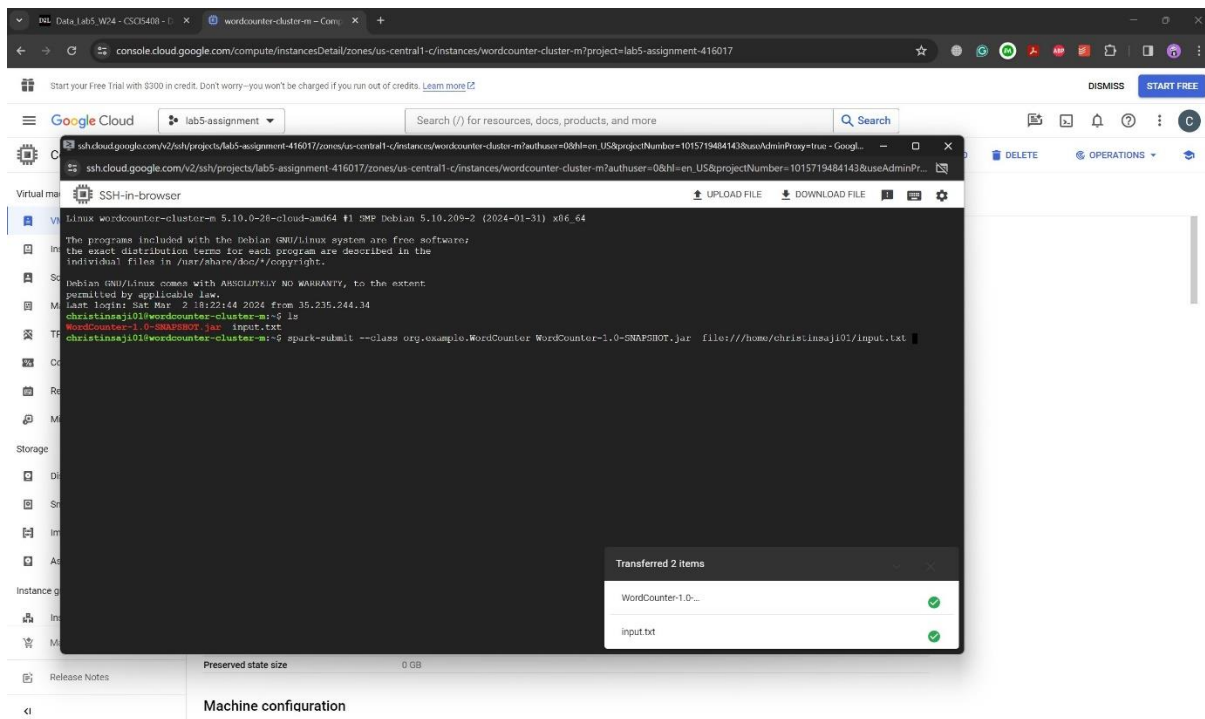 Data_Lab5_W24 - CSCI5408 - D
wordcounter-cluster-m – Comp
console.cloud.google.com/compute/instancesDetail/zones/us-central1-c/instances/wordcounter-cluster-m?project=lab5-assignment-416017
Start your Free Trial with $300 in credit. Don't worry—you won't be charged if you run out of credits. Learn more
DISMISS
START FREE
Google Cloud
lab5-assignment
Search (/) for resources, docs, products, and more
Search
C
ssh.cloud.google.com/v2/ssh/projects/lab5-assignment-416017/zones/us-central1-c/instances/wordcounter-cluster-m?authuser=0&hl=en_US&projectNumber=1015719484143&useAdminProxy=true - Googl...
ssh.cloud.google.com/v2/ssh/projects/lab5-assignment-416017/zones/us-central1-c/instances/wordcounter-cluster-m?authuser=0&hl=en_US&projectNumber=1015719484143&useAdminPr...
DELETE
OPERATIONS
SSH-in-browser
UPLOAD FILE
DOWNLOAD FILE
Linux wordcounter-cluster-m 5.10.0-28-cloud-amd64 #1 SMP Debian 5.10.209-2 (2024-01-31) x86_64
The programs included with the Debian GNU/Linux system are free software;
the exact distribution terms for each program are described in the
individual files in /usr/share/doc/*/copyright.
Debian GNU/Linux comes with ABSOLUTELY NO WARRANTY, to the extent
permitted by applicable law.
Last login: Sat Mar 2 18:22:44 2024 from 35.235.244.34
christinsaji01@wordcounter-cluster-m:~$ ls
WordCounter-1.0-SNAPSHOT.jar input.txt
christinsaji01@wordcounter-cluster-m:~$ spark-submit --class org.example.WordCounter WordCounter-1.0-SNAPSHOT.jar file:///home/christinsaji01/input.txt
Virtual ma
Storage
Instance g
Transferred 2 items
WordCounter-1.0-...
input.txt
Preserved state size
0 GB
Release Notes
Machine configuration